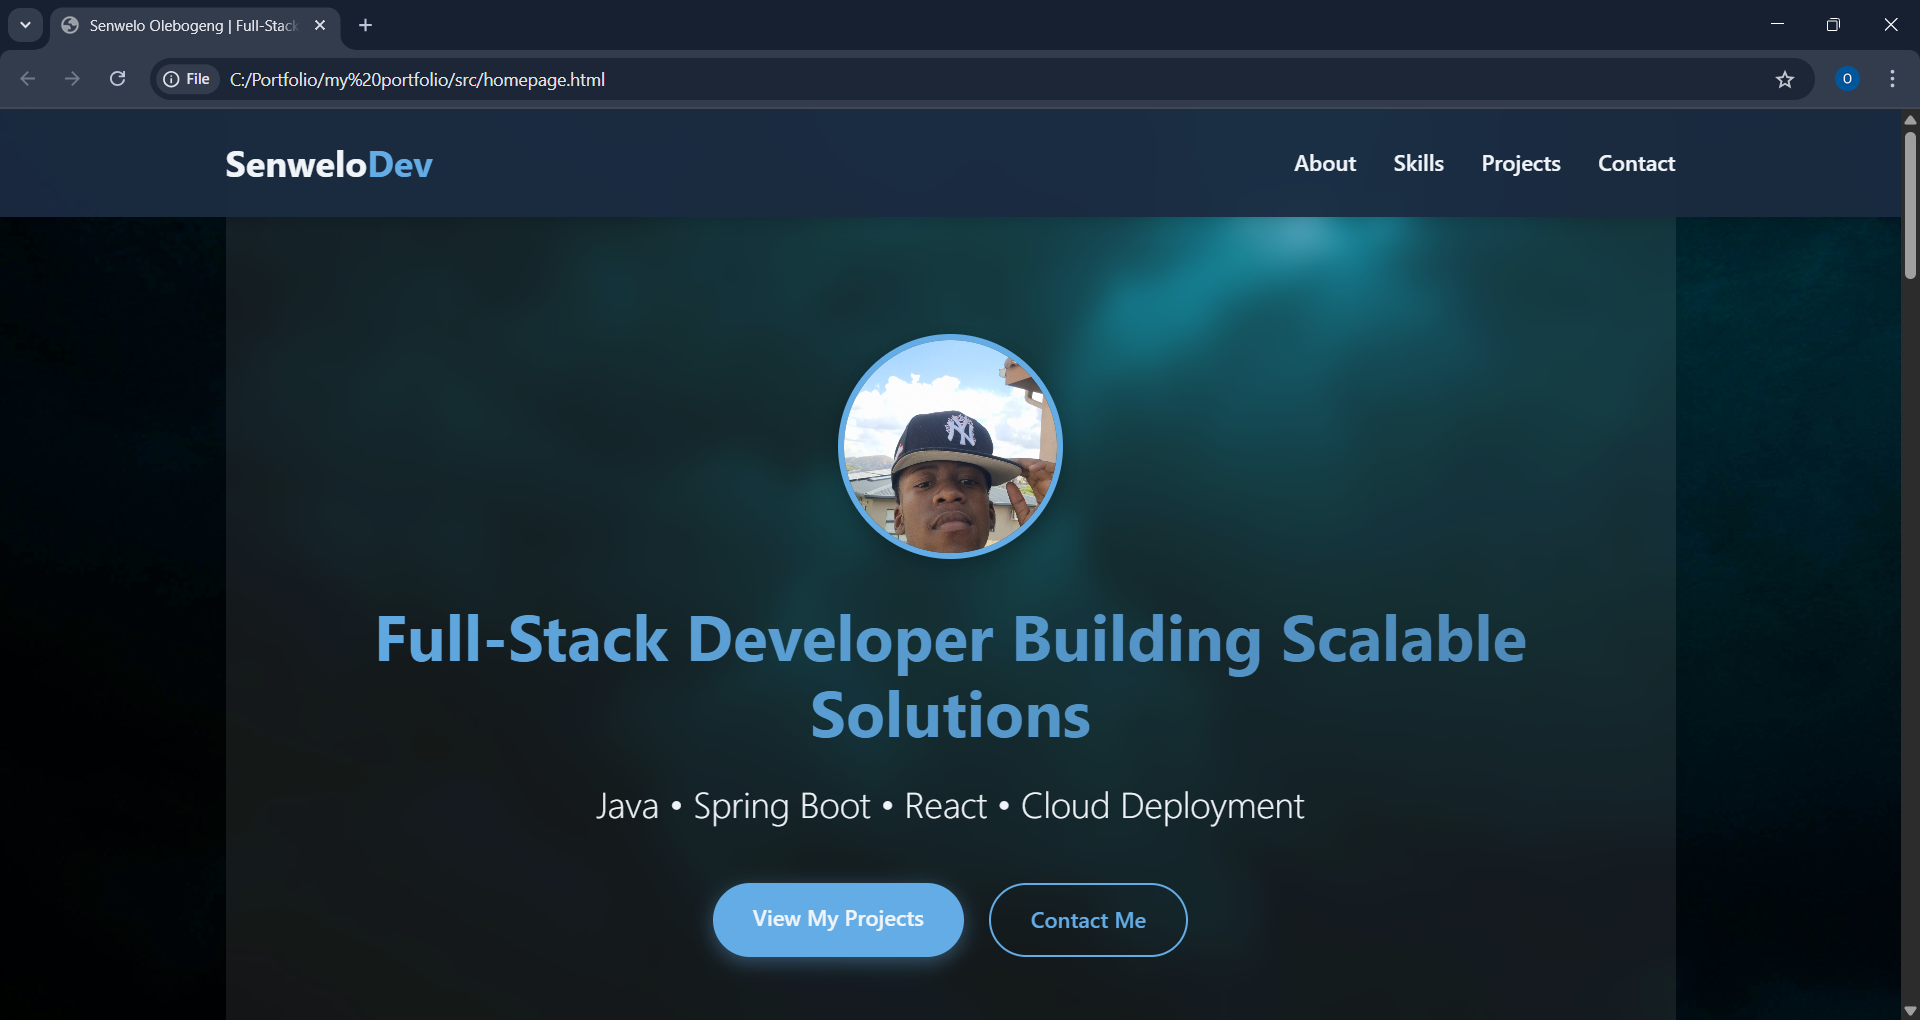 Senwelo Olebogeng | Full-Stack
File
C:/Portfolio/my%20portfolio/src/homepage.html
O
SenweloDev
About
Skills
Projects
Contact
NY
Full-Stack Developer Building Scalable
Solutions
Java • Spring Boot • React • Cloud Deployment
View My Projects
Contact Me